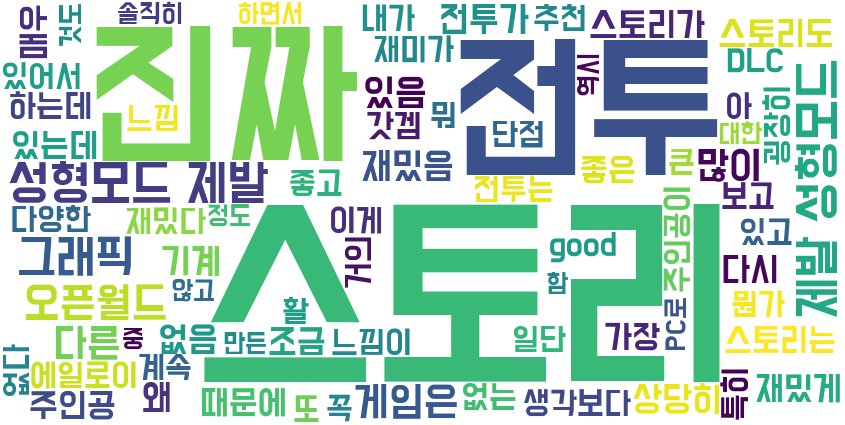 진짜
전투
스토리
아
몹
것도
솔직히
하면서
내가
전투가
추천
스토리가
스토리도
DLC
있어서
하는데
느낌
재미가
있음
갓겜
뭐
단점
역시
아
대한
굉장히
있는데
성형모드 제발
좋고
재밌음
전투는
좋은
큰
많이
보고
제발 성형모드
다양한
재밌다
정도
이게
거의
good
함
주인공이
있고
그래픽
기계
오픈월드
않고
활
다시
PC로
뭔가
다른
중
없음
만든
조금
느낌이
일단
가장
스토리는
없다
에일로이
계속
주인공
왜
때문에
또
꼭
게임은
없는
생각보다
상당히
특히
재밌게